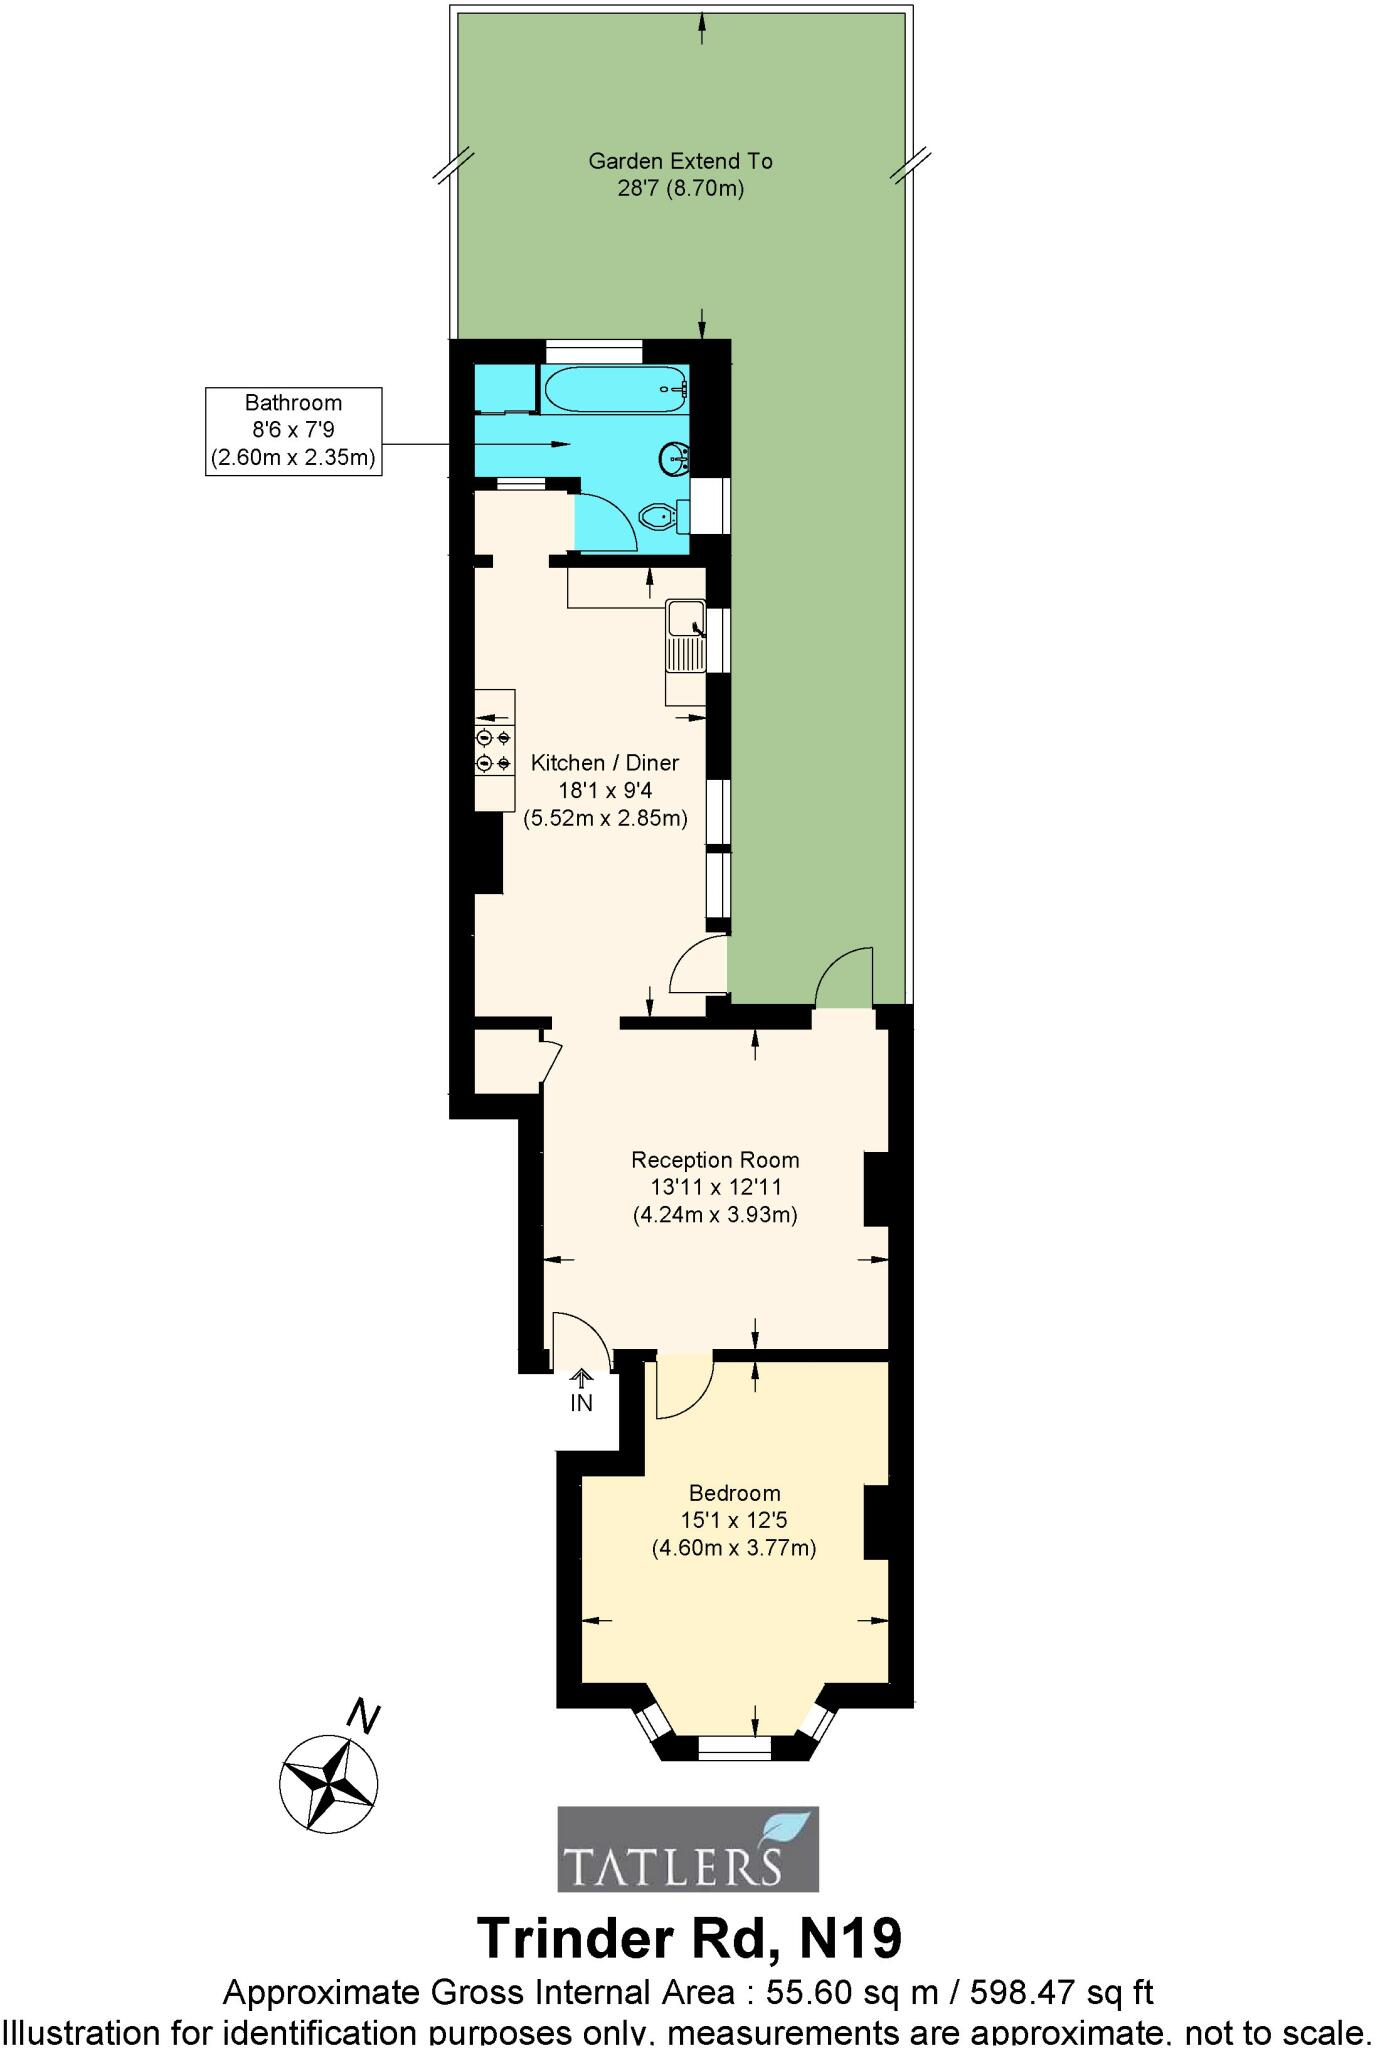 Garden Extend To
28'7 (8.70m)
Bathroom
8'6 x 7'9
(2.60m x 2.35m)
Kitchen / Diner
18'1 x 9'4
(5.52m x 2.85m)
Reception Room
13'11 x 12'11
(4.24m x 3.93m)
IN
Bedroom
15'1 x 12'5
(4.60m x 3.77m)
N
TATLERS
Trinder Rd, N19
Approximate Gross Internal Area : 55.60 sq m / 598.47 sq ft
Illustration for identification purposes only, measurements are approximate, not to scale.